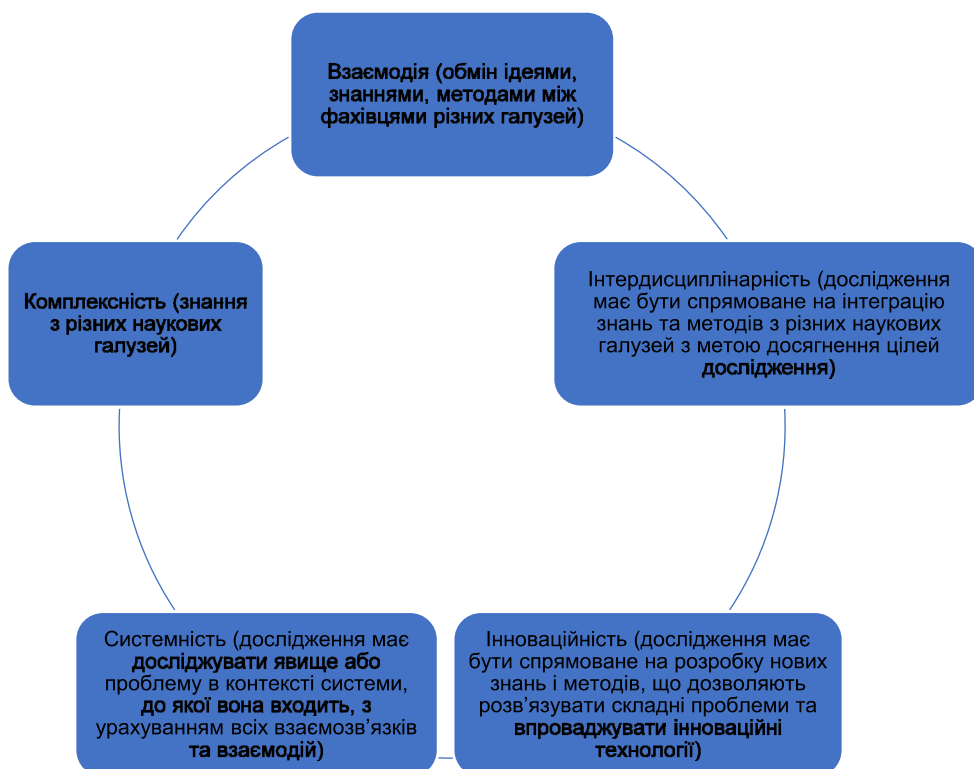 Взаємодія (обмін ідеями,
знаннями, методами між
фахівцями різних галузей)
Інтердисциплінарність (дослідження
має бути спрямоване на інтеграцію
знань та методів з різних наукових
галузей з метою досягнення цілей
дослідження)
Інноваційність (дослідження має
бути спрямоване на розробку нових
знань і методів, що дозволяють
розв’язувати складні проблеми та
впроваджувати інноваційні
технології)
Системність (дослідження має
досліджувати явище або
проблему в контексті системи,
до якої вона входить, з
урахуванням всіх взаємозв’язків
та взаємодій)
Комплексність (знання
з різних наукових
галузей)